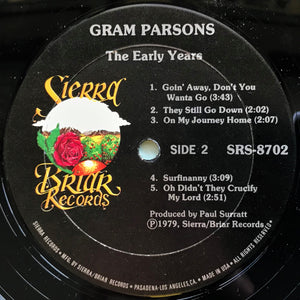 GRAM PARSONS
The Early Years
Sierra
BRIAR
RECORDS
1. Goin' Away, Don't You
Wanta Go (3:43)
2. They Still Go Down (2:02)
3. On My Journey Home (2:07)
SIDE 2 SRS-8702
4. Surfinanny (3:09)
5. Oh Didn't They Crucify
My Lord (2:51)
Produced by Paul Surratt
Ⓟ1979, Sierra/Briar Records
SIERRA RECORDS • MFG. BY SIERRA/BRIAR RECORDS • PASADENA-LOS ANGELES, CA. • MADE IN USA • ALL RIGHTS RESERVED